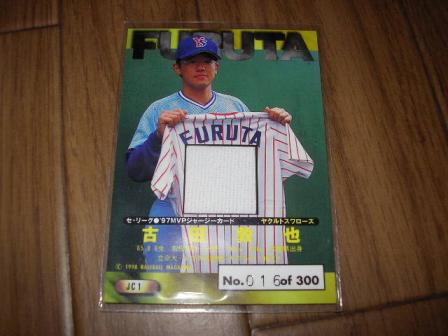 FURUTA
YS
FURUTA
セ・リーグ●'97MVPジャージーカード ヤクルトスワローズ
古田敦也
© 1998 BASEBALL MAGAZINE
JC1
No.016of 300